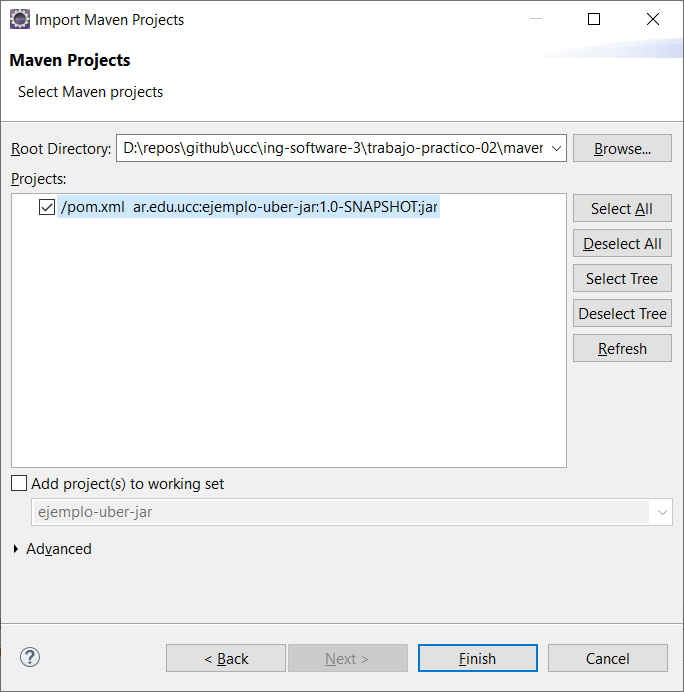 Import Maven Projects
Maven Projects
Select Maven projects
Root Directory: D:\repos\github\ucc\ing-software-3\trabajo-practico-02\maven Browse...
Projects:
/pom.xml ar.edu.ucc:ejemplo-uber-jar:1.0-SNAPSHOT:jar
Select All
Deselect All
Select Tree
Deselect Tree
Refresh
Add project(s) to working set
ejemplo-uber-jar
Advanced
? < Back Next > Finish Cancel